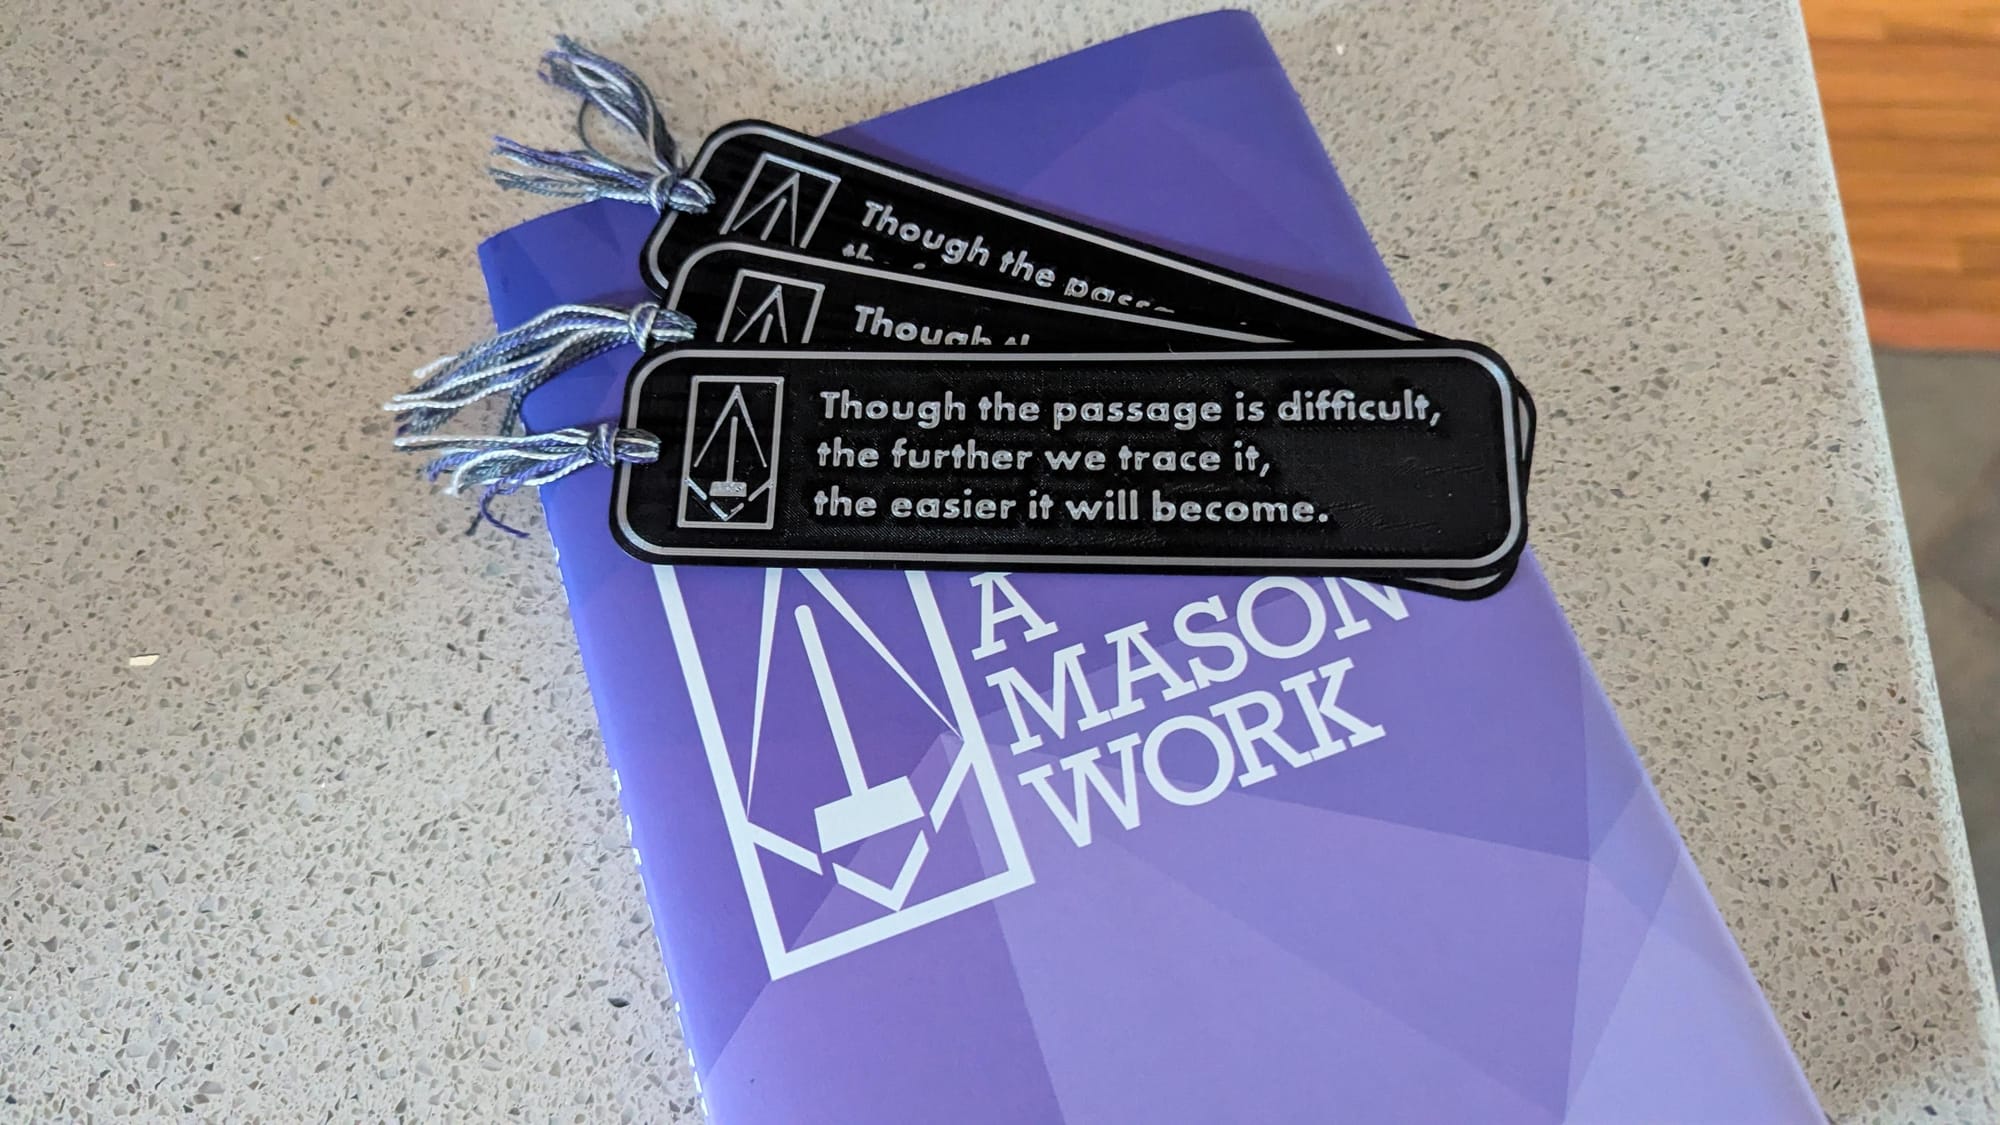 Though the passage
Though
Though the passage is difficult,
the further we trace it,
the easier it will become.
A
MASON
WORK